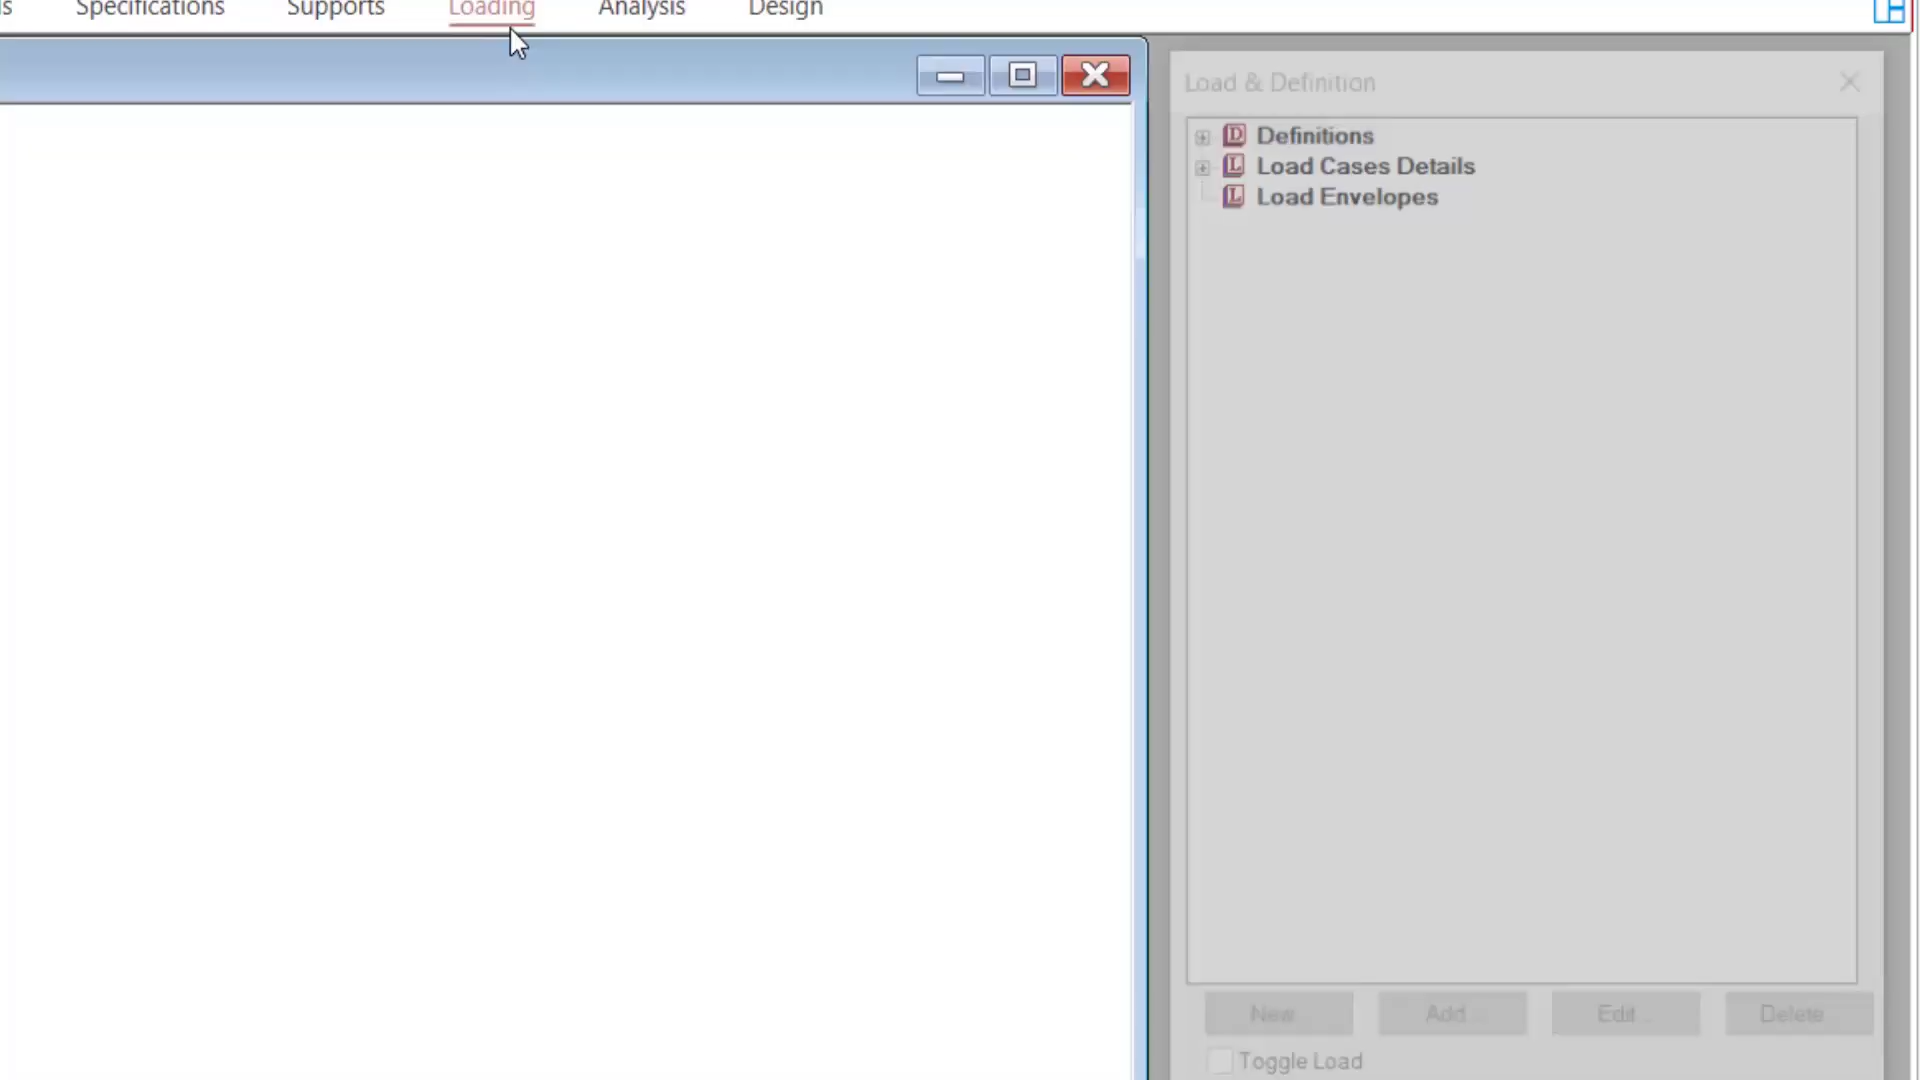 s Specifications Supports Loading Analysis Design
Load & Definition
D Definitions
L Load Cases Details
L Load Envelopes
New... Add... Edit... Delete...
Toggle Load